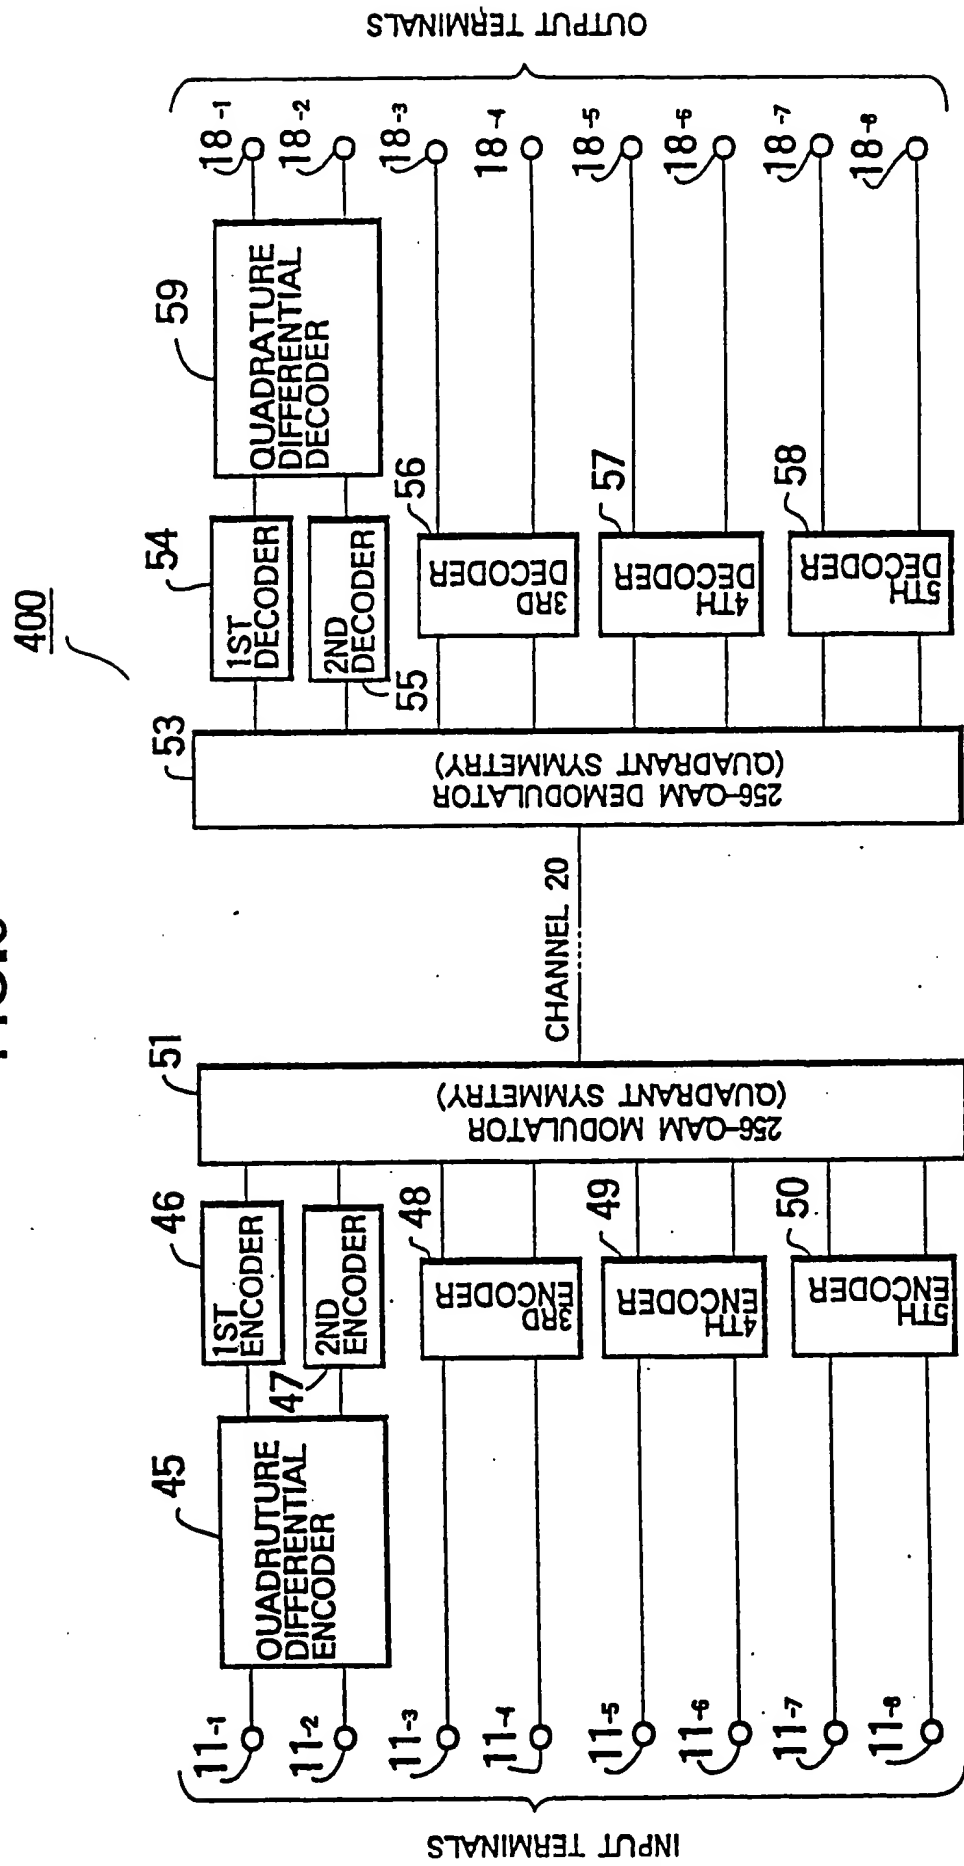 400
INPUT TERMINALS
11-1
11-2
11-3
11-4
11-5
11-6
11-7
11-8
45
QUADRUTURE
DIFFERENTIAL
ENCODER
46
1ST
ENCODER
47
2ND
ENCODER
48
3RD
ENCODER
49
4TH
ENCODER
50
5TH
ENCODER
51
256-QAM MODULATOR
(QUADRANT SYMMETRY)
CHANNEL 20
53
256-QAM DEMODULATOR
(QUADRANT SYMMETRY)
54
1ST
DECODER
55
2ND
DECODER
56
3RD
DECODER
57
4TH
DECODER
58
5TH
DECODER
59
QUADRATURE
DIFFERENTIAL
DECODER
18-1
18-2
18-3
18-4
18-5
18-6
18-7
18-8
OUTPUT TERMINALS